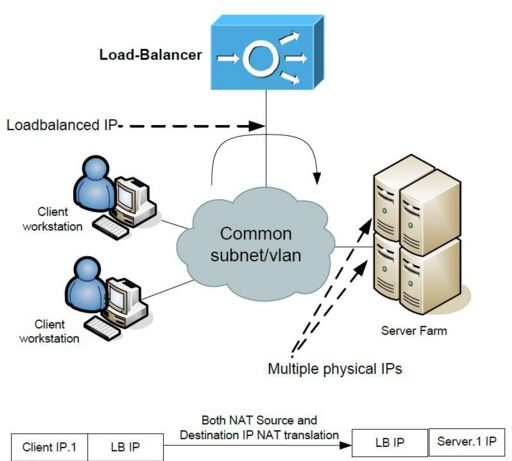 Load-Balancer
Loadbalanced IP
Client
workstation
Common
subnet/vlan
Client
workstation
Server Farm
Multiple physical IPs
Both NAT Source and
Destination IP NAT translation
Client IP.1
LB IP
LB IP
Server.1 IP